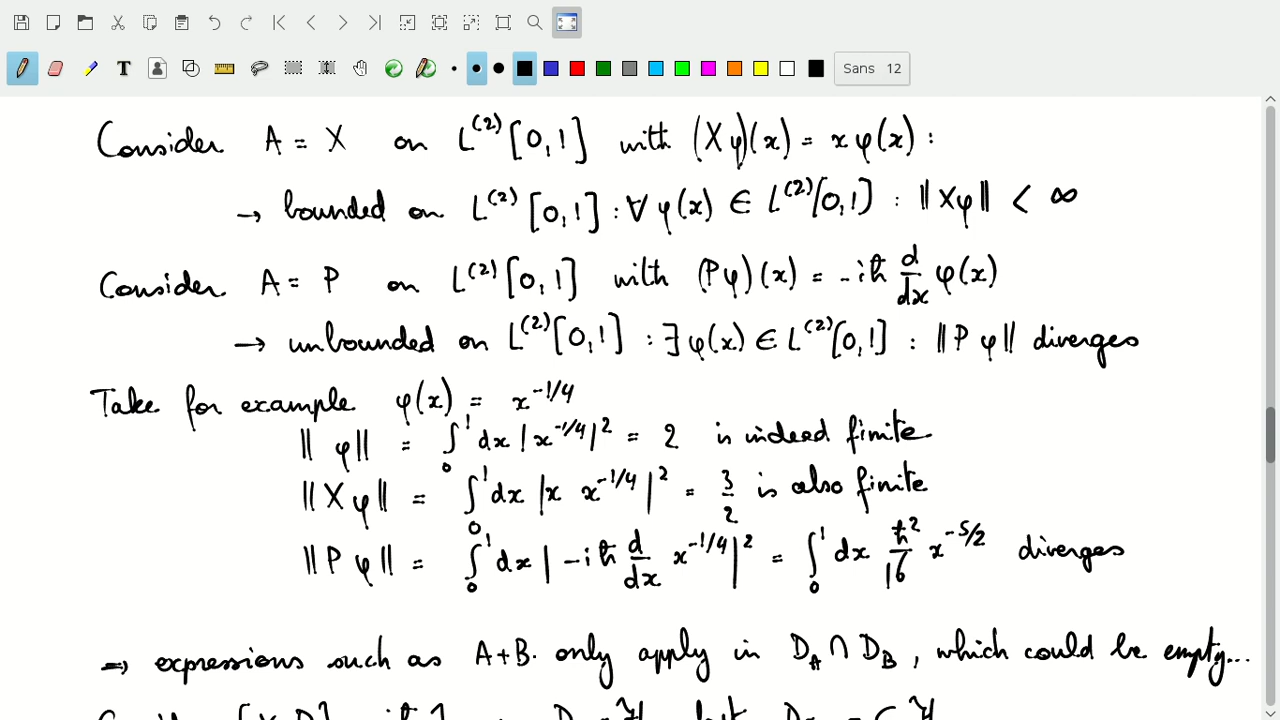 Sans 12
Consider A = X on L⁽²⁾[0,1] with (Xφ)(x) = xφ(x) :
→ bounded on L⁽²⁾[0,1] : ∀ φ(x) ∈ L⁽²⁾[0,1] : ‖Xφ‖ < ∞
Consider A = P on L⁽²⁾[0,1] with (Pφ)(x) = -iℏ d/dx φ(x)
→ unbounded on L⁽²⁾[0,1] : ∃ φ(x) ∈ L⁽²⁾[0,1] : ‖P φ‖ diverges
Take for example φ(x) = x^{-1/4}
‖φ‖ = ∫₀¹ dx |x^{-1/4}|² = 2 is indeed finite
‖Xφ‖ = ∫₀¹ dx |x x^{-1/4}|² = 3/2 is also finite
‖P φ‖ = ∫₀¹ dx |-iℏ d/dx x^{-1/4}|² = ∫₀¹ dx ℏ²/16 x^{-5/2} diverges
→ expressions such as A+B. only apply in D_A ∩ D_B, which could be empty...